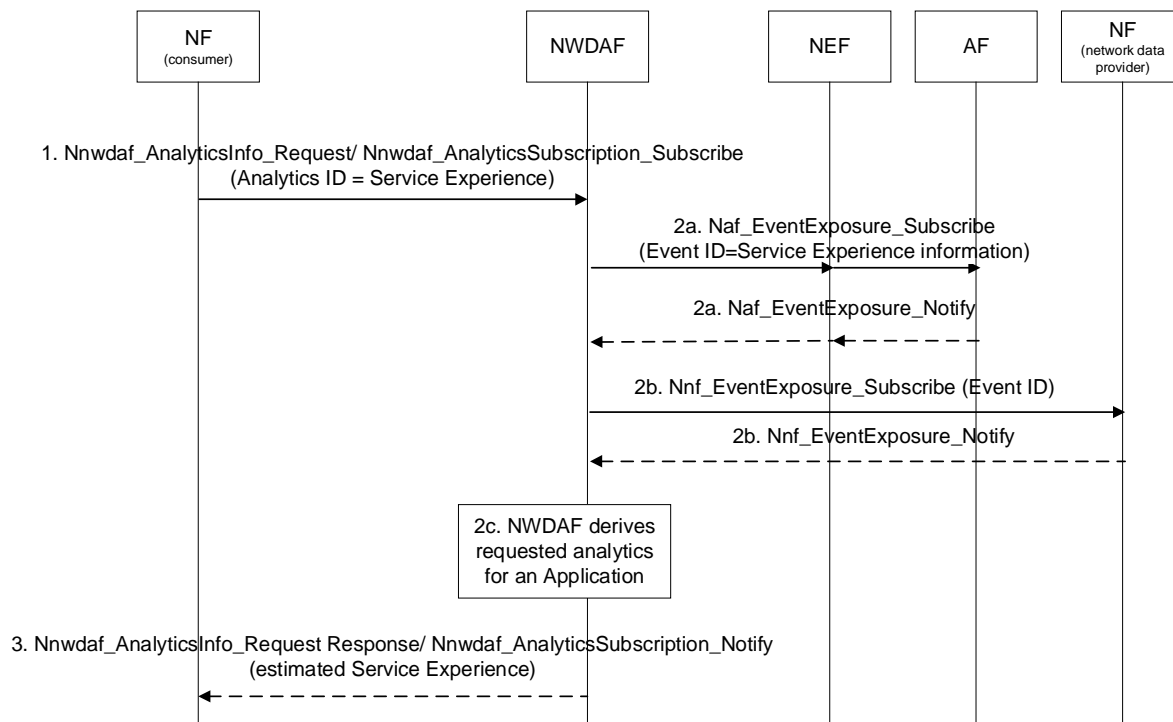 NF
(consumer)
NWDAF
NEF
AF
NF
(network data
provider)
1. Nnwdaf_AnalyticsInfo_Request/ Nnwdaf_AnalyticsSubscription_Subscribe
(Analytics ID = Service Experience)
2a. Naf_EventExposure_Subscribe
(Event ID=Service Experience information)
2a. Naf_EventExposure_Notify
2b. Nnf_EventExposure_Subscribe (Event ID)
2b. Nnf_EventExposure_Notify
2c. NWDAF derives
requested analytics
for an Application
3. Nnwdaf_AnalyticsInfo_Request Response/ Nnwdaf_AnalyticsSubscription_Notify
(estimated Service Experience)